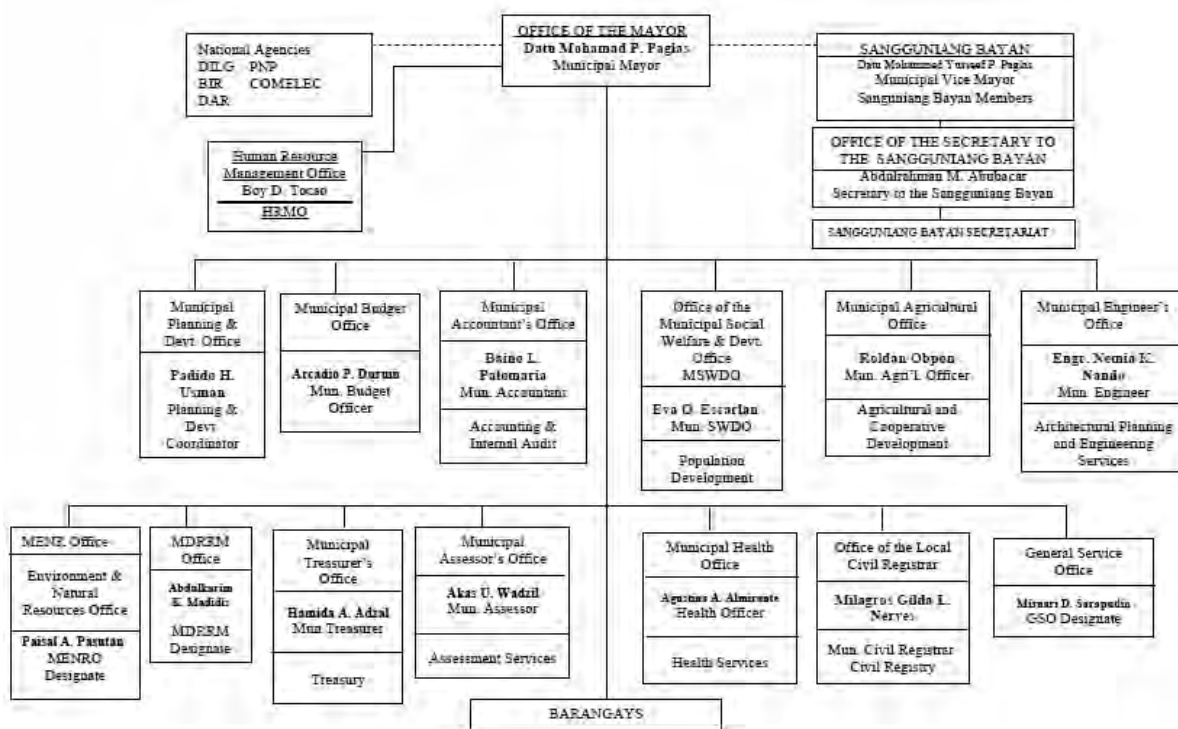 OFFICE OF THE MAYOR
Datu Mohamad P. Paglas
Municipal Mayor
National Agencies
DILG PNP
BIR COMELEC
DAR
SANGGUNIANG BAYAN
Datu Mohammed Yusseef P. Paglas
Municipal Vice Mayor
Sanguniang Bayan Members
Human Resource
Management Office
Boy D. Tocao
HRMO
OFFICE OF THE SECRETARY TO
THE SANGGUNIANG BAYAN
Abdulrahman M. Abubacar
Secretary to the Sangguniang Bayan
SANGGUNIANG BAYAN SECRETARIAT
Municipal
Planning &
Devt. Office
Padido H.
Usman
Planning &
Devt
Coordinator
Municipal Budget
Office
Arcadio P.
Mun. Budget
Officer
Municipal
Accountant's Office
Baino L.
Palomaria
Mun. Accountant
Accounting &
Internal Audit
Office of the
Municipal Social
Welfare & Devt.
Office
MSWDO
Eva O. Escarlan
Mun. SWDO
Population
Development
Municipal Agricultural
Office
Roldan Obpon
Mun. Agri'l. Officer
Agricultural and
Cooperative
Development
Municipal Engineer's
Office
Engr. Nemia K.
Nando
Mun. Engineer
Architectural Planning
and Engineering
Services
MENR Office
Environment &
Natural
Resources Office
Paisal A. Pasutan
MENRO
Designate
MDRRM
Office
Abdulkarim
K.
MDRRM
Designate
Municipal
Treasurer's
Office
Hamida A.
Mun Treasurer
Treasury
Municipal
Assessor's Office
Akas U. Wadzil
Mun. Assessor
Assessment Services
Municipal Health
Office
A. Almirante
Health Officer
Health Services
Office of the Local
Civil Registrar
Milagros Gilda L.
Nerves
Mun. Civil Registrar
Civil Registry
General Service
Office
D.
GSO Designate
BARANGAYS